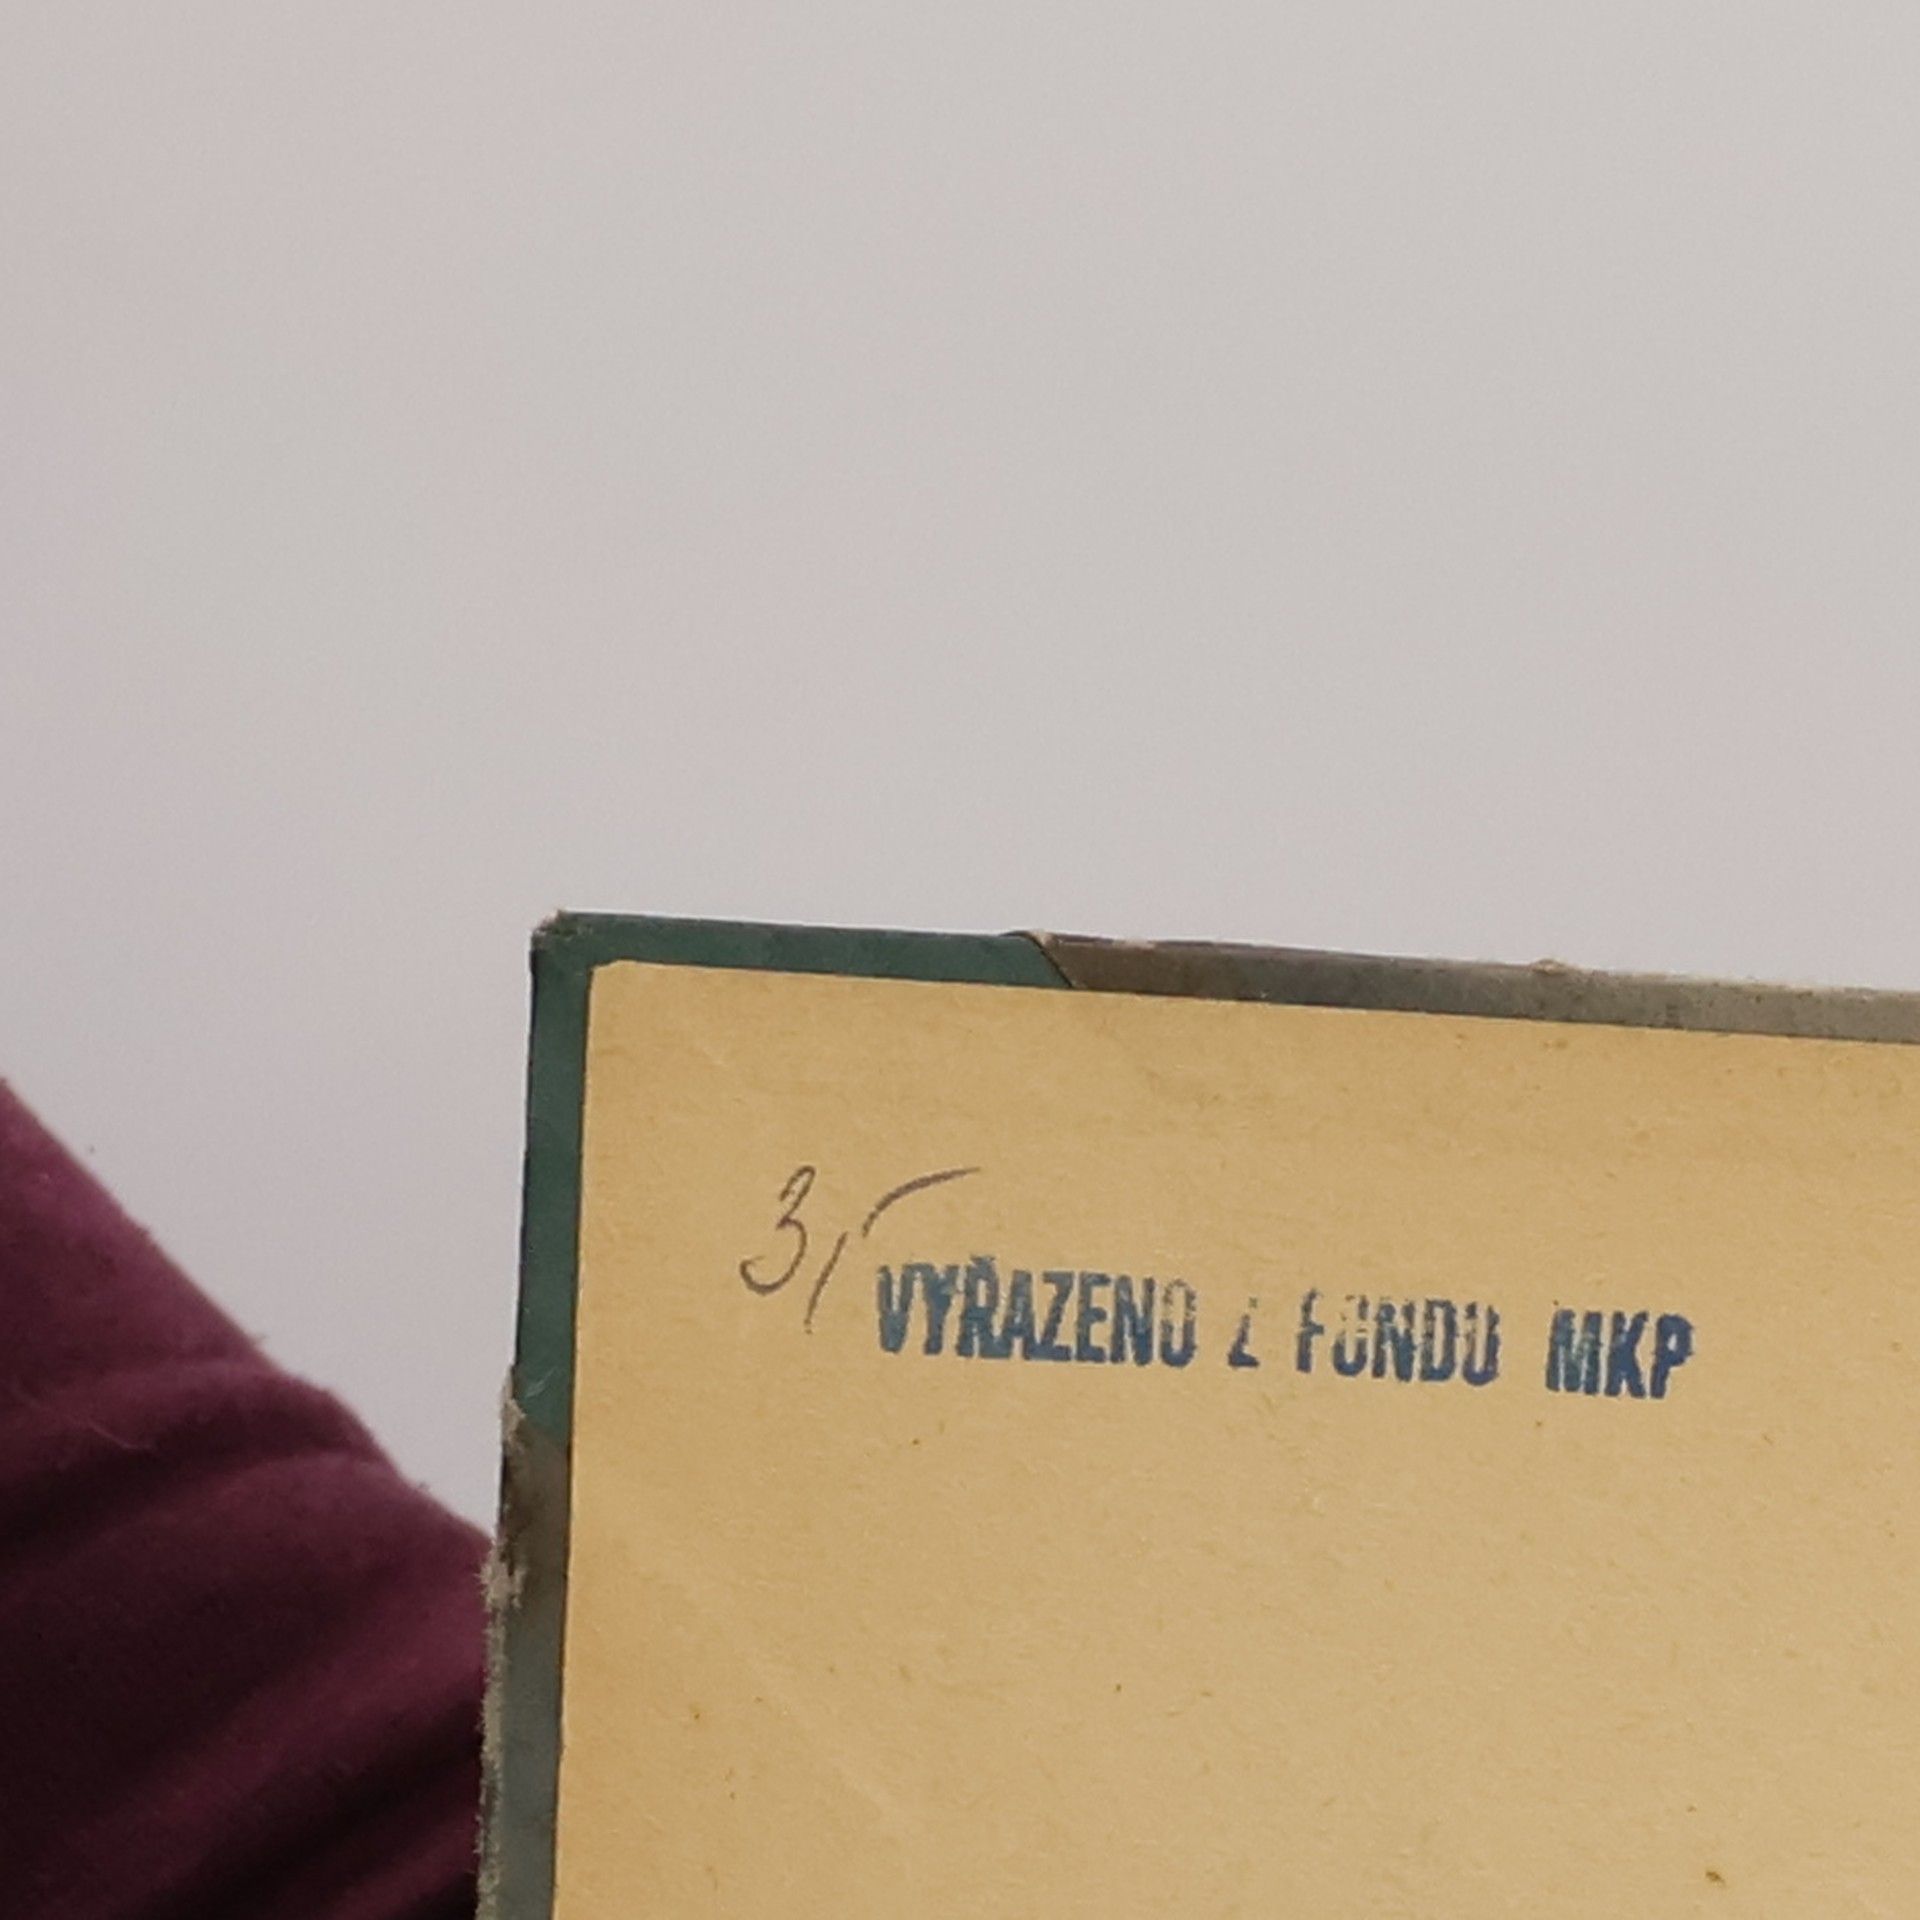 3,-
VYŘAZENO Z FONDU MKP